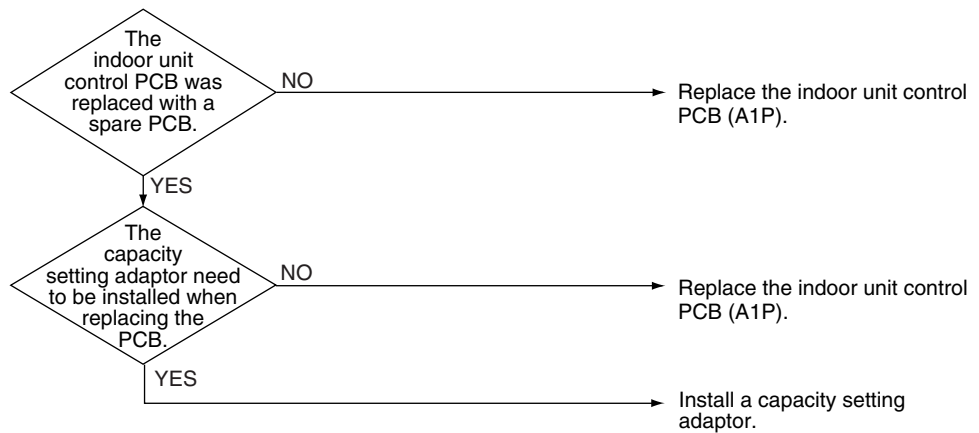 The
indoor unit
control PCB was
replaced with a
spare PCB.
NO
Replace the indoor unit control
PCB (A1P).
YES
The
capacity
setting adaptor need
to be installed when
replacing the
PCB.
NO
Replace the indoor unit control
PCB (A1P).
YES
Install a capacity setting
adaptor.